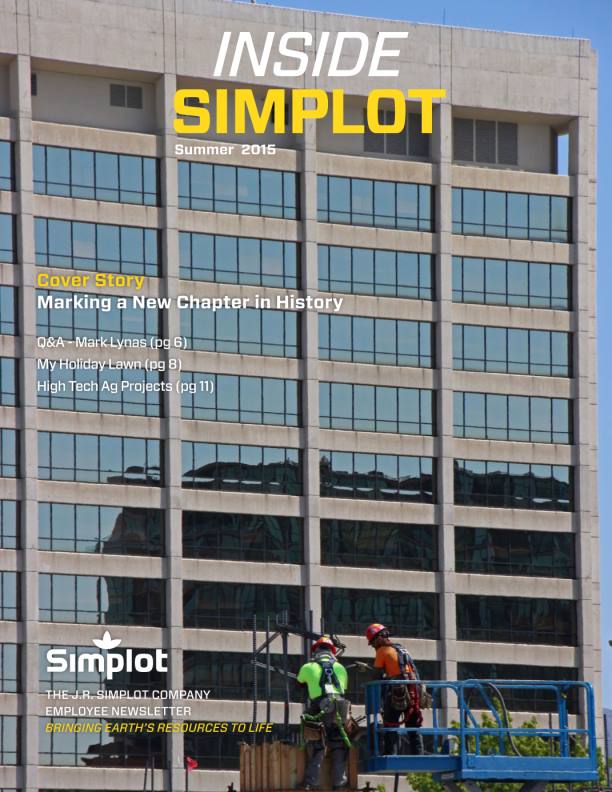 INSIDE
SIMPLOT
Summer 2015
Cover Story
Marking a New Chapter in History
Q&A - Mark Lynas (pg 6)
My Holiday Lawn (pg 8)
High Tech Ag Projects (pg 11)
Simplot
THE J.R. SIMPLOT COMPANY
EMPLOYEE NEWSLETTER
BRINGING EARTH'S RESOURCES TO LIFE